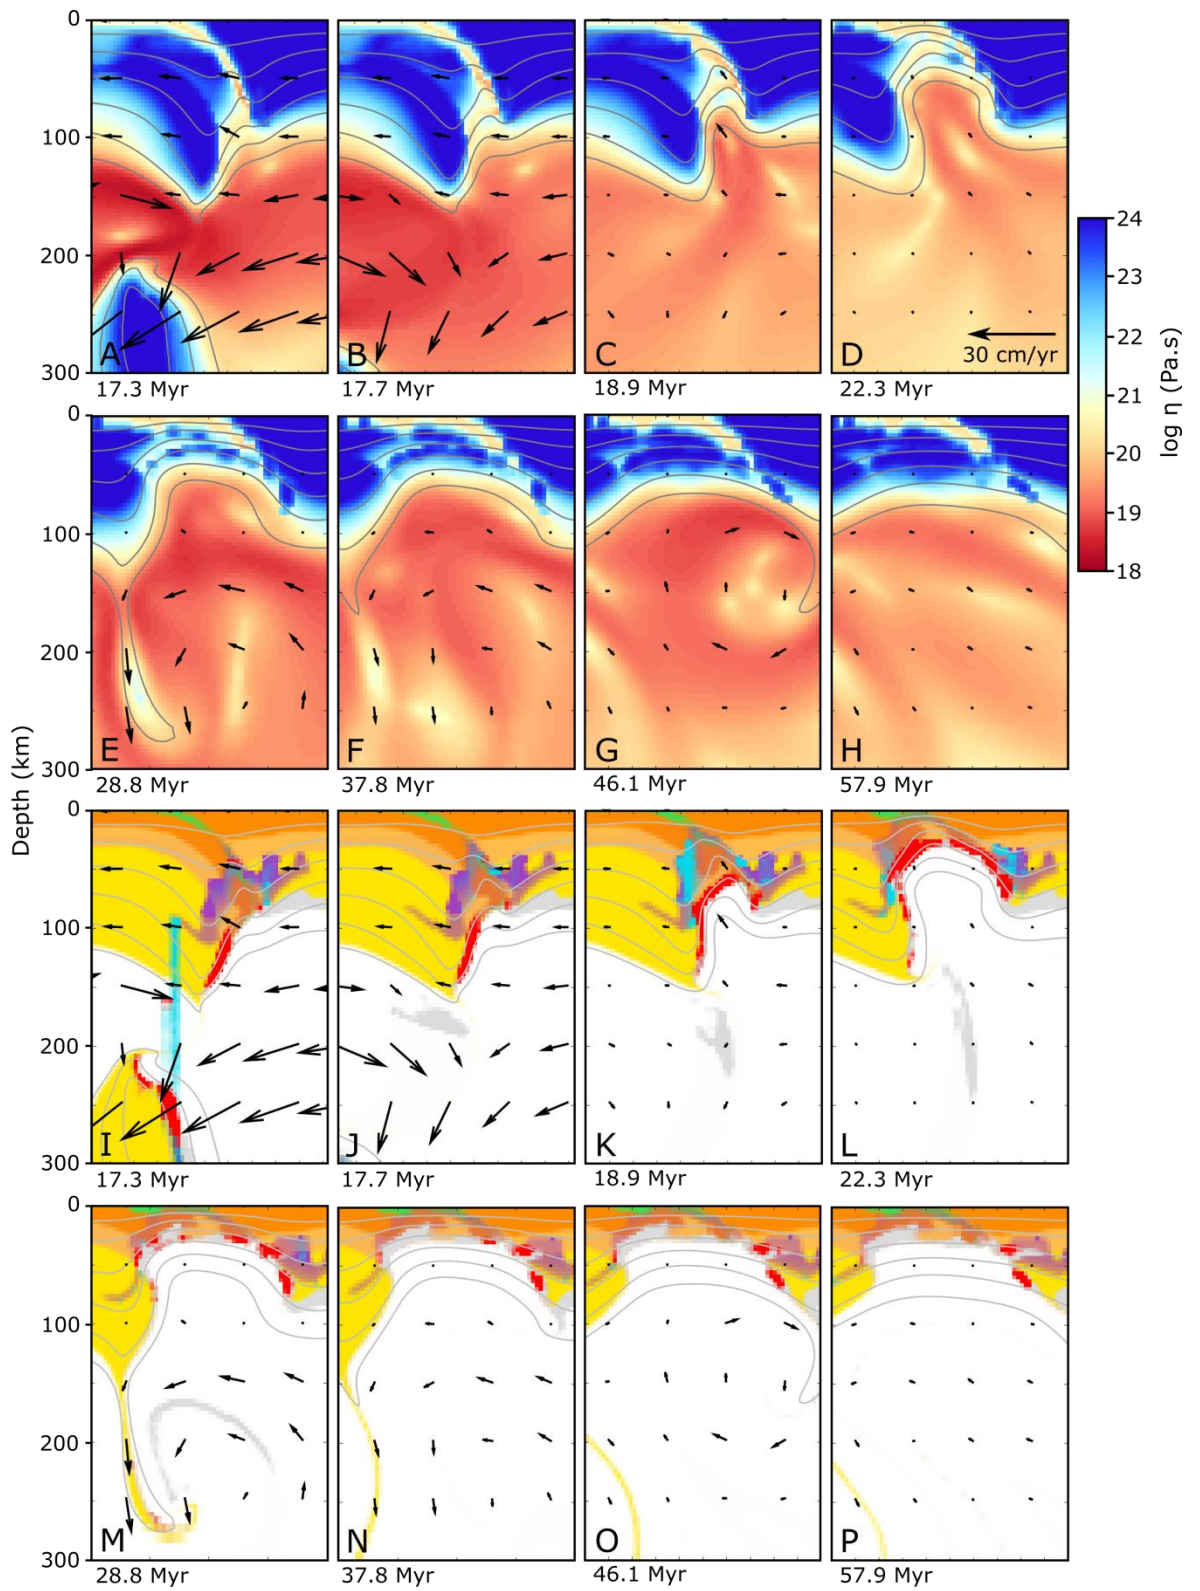 0
100
200
300
A
B
C
D
30 cm/yr
17.3 Myr
17.7 Myr
18.9 Myr
22.3 Myr
24
23
22
21
20
19
18
log η (Pa.s)
0
100
200
300
E
F
G
H
28.8 Myr
37.8 Myr
46.1 Myr
57.9 Myr
Depth (km)
0
100
200
300
I
J
K
L
17.3 Myr
17.7 Myr
18.9 Myr
22.3 Myr
0
100
200
300
M
N
O
P
28.8 Myr
37.8 Myr
46.1 Myr
57.9 Myr